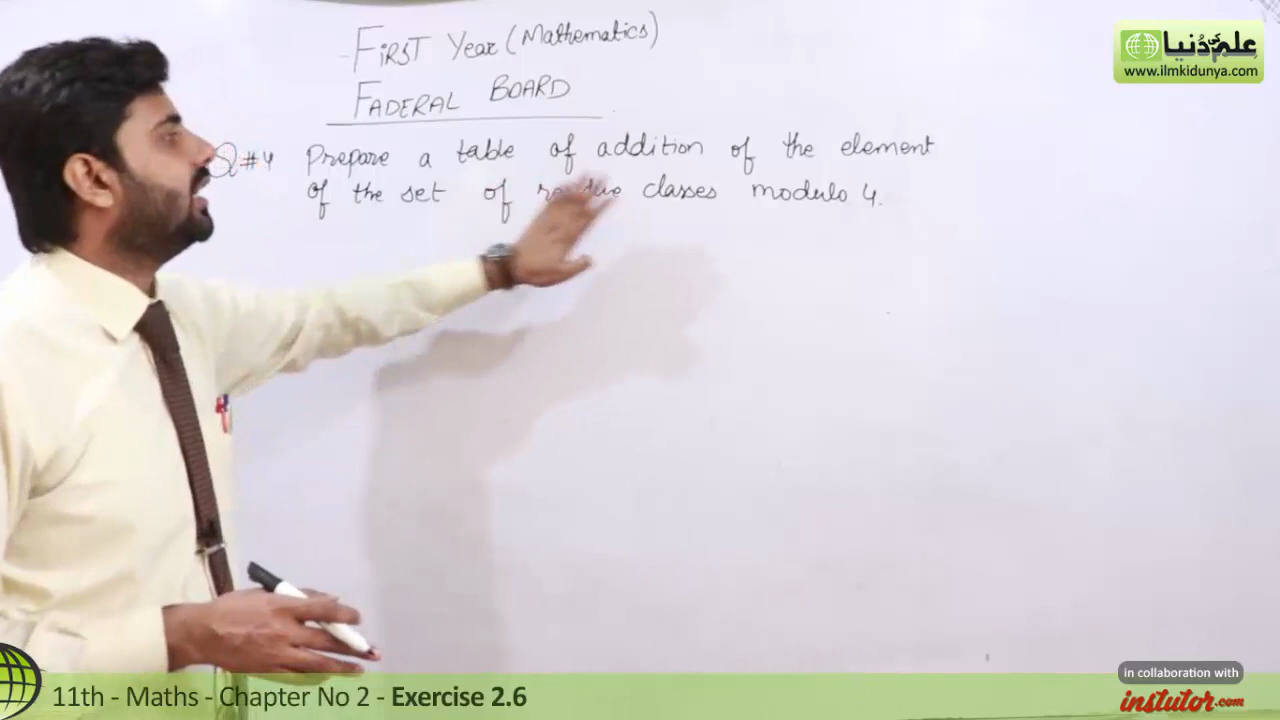 First Year (Mathematics)
FADERAL BOARD
Q#4 Prepare a table of addition of the element
of the set of classes modulo 4.
علم کی دُنیا
www.ilmkidunya.com
11th - Maths - Chapter No 2 - Exercise 2.6
in collaboration with
instutor.com